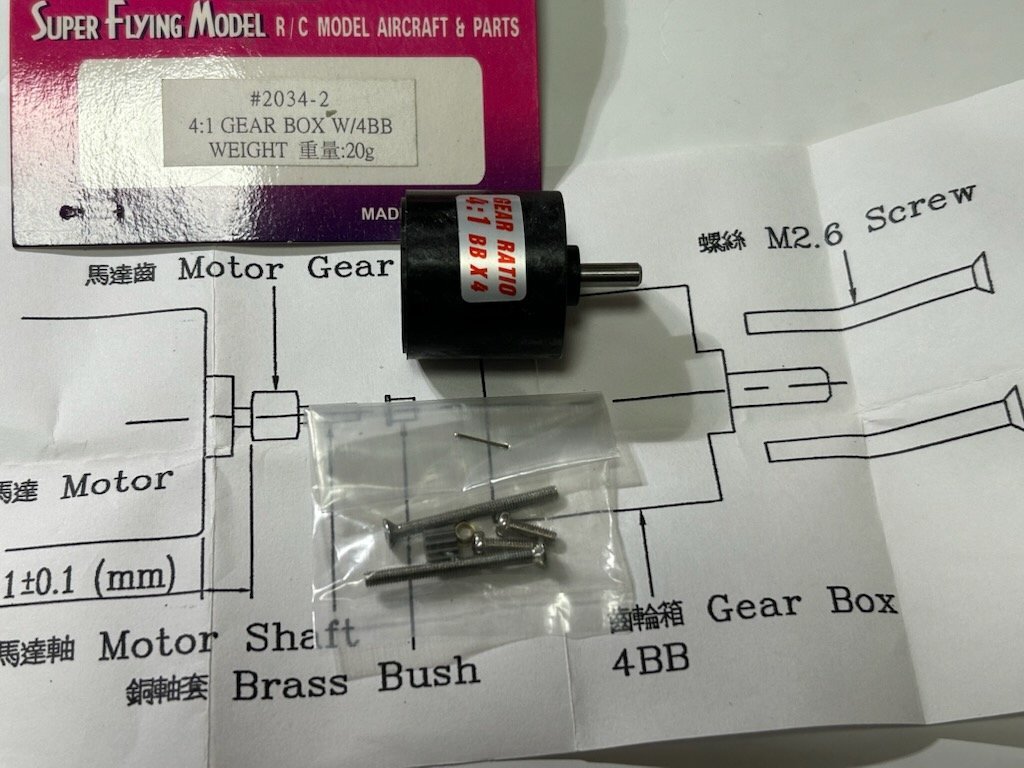 SUPER FLYING MODEL R/C MODEL AIRCRAFT & PARTS
#2034-2
4:1 GEAR BOX W/4BB
WEIGHT 重量:20g
MAD
GEAR RATIO
4:1 BB X 4
馬達齒 Motor Gear
螺絲 M2.6 Screw
馬達 Motor
1±0.1 (mm)
馬達軸 Motor Shaft
銅軸套 Brass Bush
齒輪箱 Gear Box
4BB